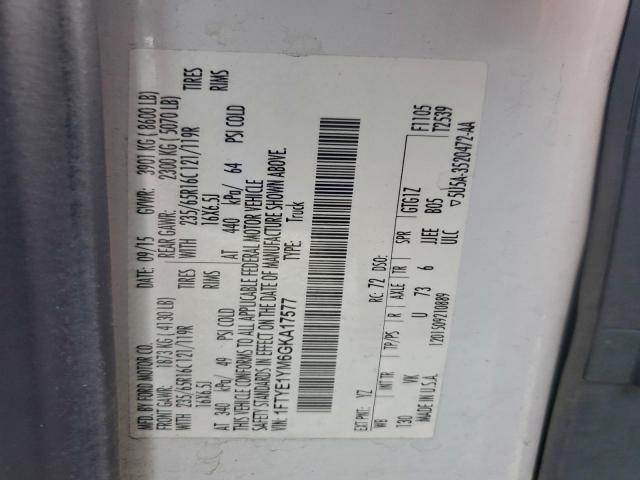 MFD. BY FORD MOTOR CO.
DATE: 09/15 GVWR: 3901 KG ( 8600 LB)
FRONT GAWR: 1873 KG ( 4130 LB) REAR GAWR: 2300 KG ( 5070 LB)
WITH 235/65R16C 121/119R TIRES WITH 235/65R16C 121/119R TIRES
16X6.5J RIMS 16X6.5J RIMS
AT 340 kPa/ 49 PSI COLD AT 440 kPa/ 64 PSI COLD
THIS VEHICLE CONFORMS TO ALL APPLICABLE FEDERAL MOTOR VEHICLE
SAFETY STANDARDS IN EFFECT ON THE DATE OF MANUFACTURE SHOWN ABOVE.
VIN: 1FTYE1YM6GKA17577 TYPE: Truck
EXT PNT: YZ RC: 72 DSO: F1105
WB INT TR TP/PS R AXLE TR SPR GTG1Z T2539
130 VK U 73 6 JJEE B05
MADE IN U.S.A. 120150921088 ULC ▽ 5U5A-3520472-AA